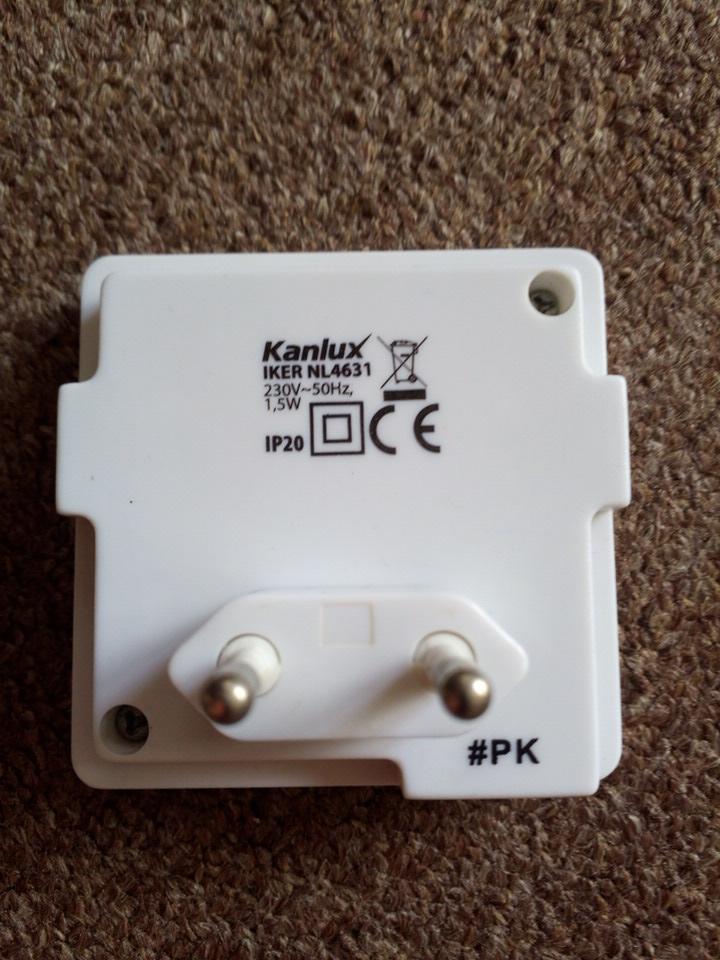 Kanlux
IKER NL4631
230V~50Hz,
1,5W
IP20 CE
#PK